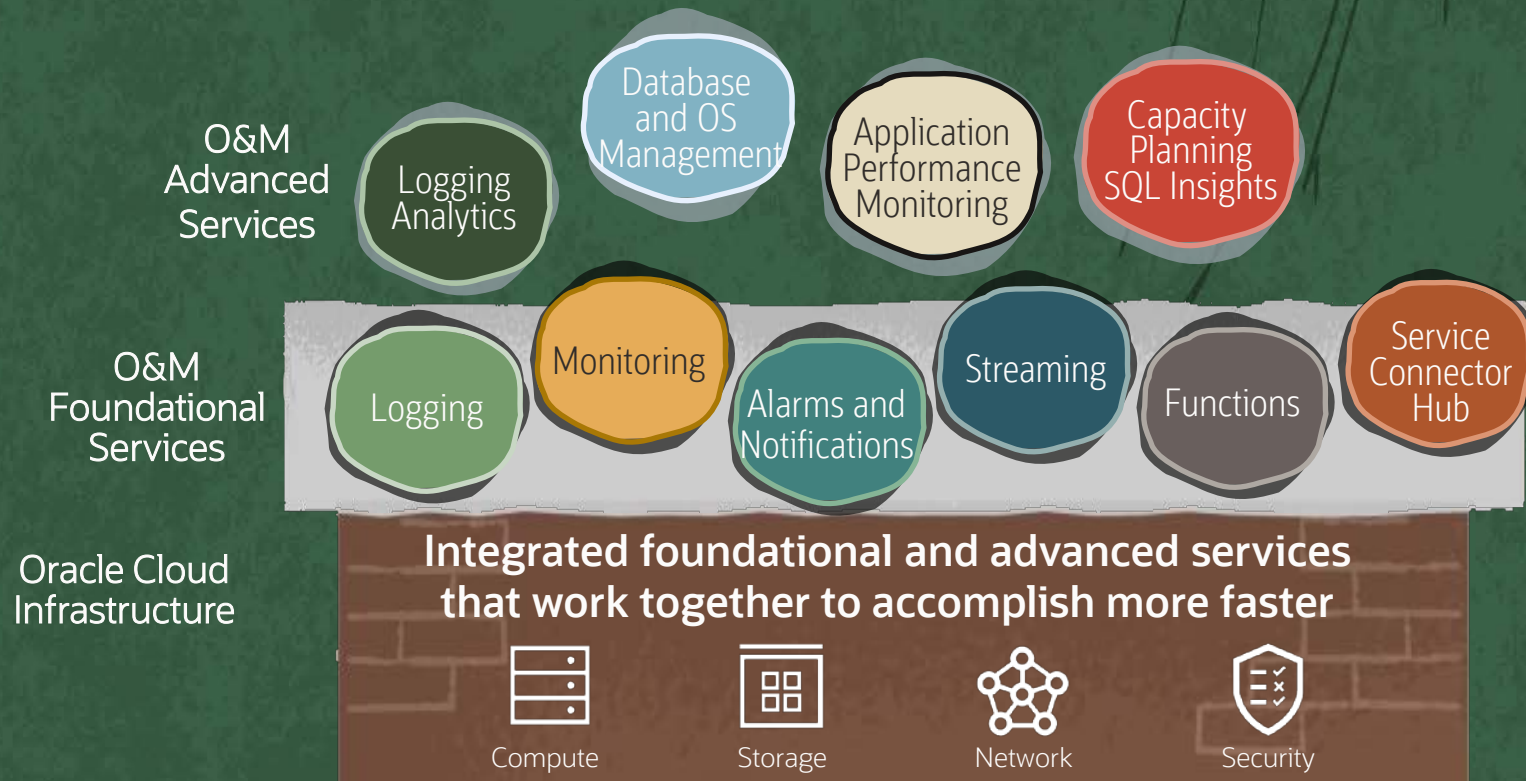 O&M
Advanced
Services
Logging
Analytics
Database
and OS
Management
Application
Performance
Monitoring
Capacity
Planning
SQL Insights
O&M
Foundational
Services
Logging
Monitoring
Alarms and
Notifications
Streaming
Functions
Service
Connector
Hub
Oracle Cloud
Infrastructure
Integrated foundational and advanced services
that work together to accomplish more faster
Compute
Storage
Network
Security